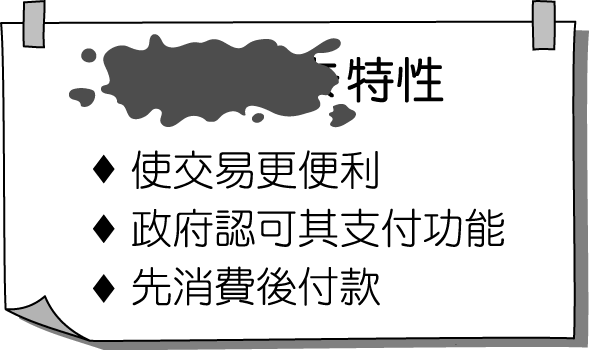 特性
♦ 使交易更便利
♦ 政府認可其支付功能
♦ 先消費後付款